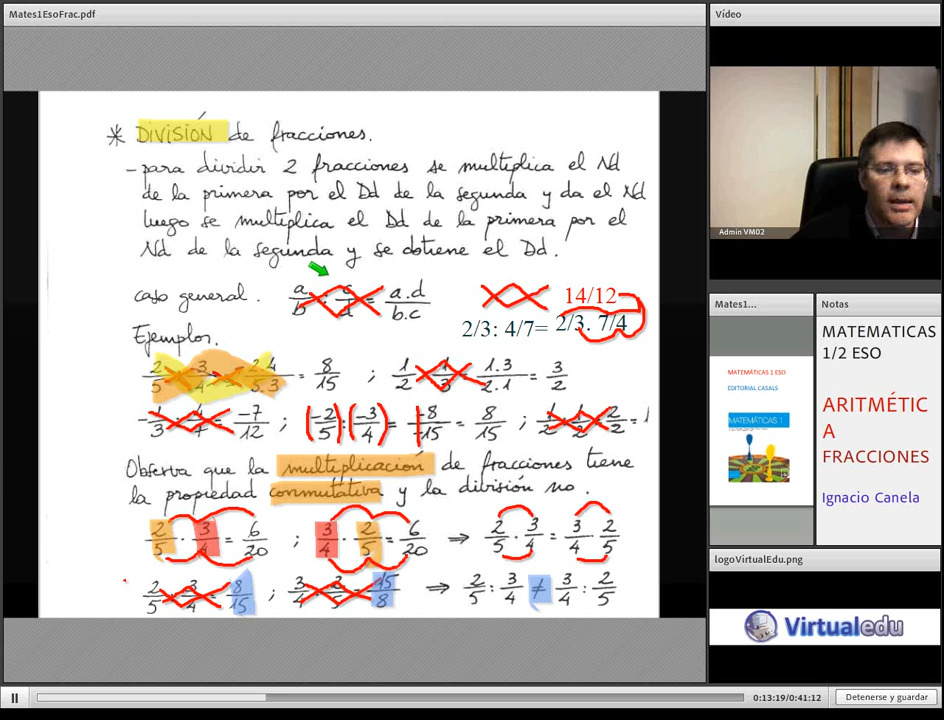 Mates1EsoFrac.pdf
* DIVISIÓN de fracciones.
- para dividir 2 fracciones se multiplica el Nd
de la primera por el Dd de la segunda y da el Nd
luego se multiplica el Dd de la primera por el
Nd de la segunda y se obtiene el Dd.
caso general. a/b : c/d = a.d/b.c
14/12
2/3: 4/7= 2/3. 7/4
Ejemplos.
2/5 : 3/4 = 2.4/5.3 = 8/15 ; 1/2 : 1/3 = 1.3/2.1 = 3/2
-1/3 : 4/7 = -7/12 ; (-2/5) : (-3/4) = -8/-15 = 8/15 ; 1/2 : 1/2 = 2/2 = 1
Observa que la multiplicación de fracciones tiene
la propiedad conmutativa y la división no.
2/5 · 3/4 = 6/20 ; 3/4 · 2/5 = 6/20 ⇒ 2/5 · 3/4 = 3/4 · 2/5
2/5 : 3/4 = 8/15 ; 3/4 : 2/5 = 15/8 ⇒ 2/5 : 3/4 ≠ 3/4 : 2/5
Vídeo
Admin VM02
Mates1...
MATEMÁTICAS 1 ESO
EDITORIAL CASALS
MATEMÁTICAS 1
Notas
MATEMATICAS
1/2 ESO
ARITMÉTIC
A
FRACCIONES
Ignacio Canela
logoVirtualEdu.png
Virtualedu
0:13:19/0:41:12
Detenerse y guardar